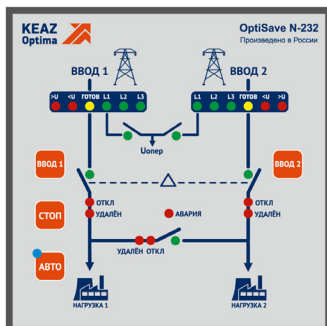 KEAZ
Optima
OptiSave N-232
Произведено в России
ВВОД 1
ВВОД 2
>U <U ГОТОВ L1 L2 L3
L1 L2 L3 ГОТОВ <U >U
Uопер
ВВОД 1
ВВОД 2
ОТКЛ
УДАЛЁН
СТОП
АВАРИЯ
ОТКЛ
УДАЛЁН
УДАЛЁН ОТКЛ
АВТО
НАГРУЗКА 1
НАГРУЗКА 2